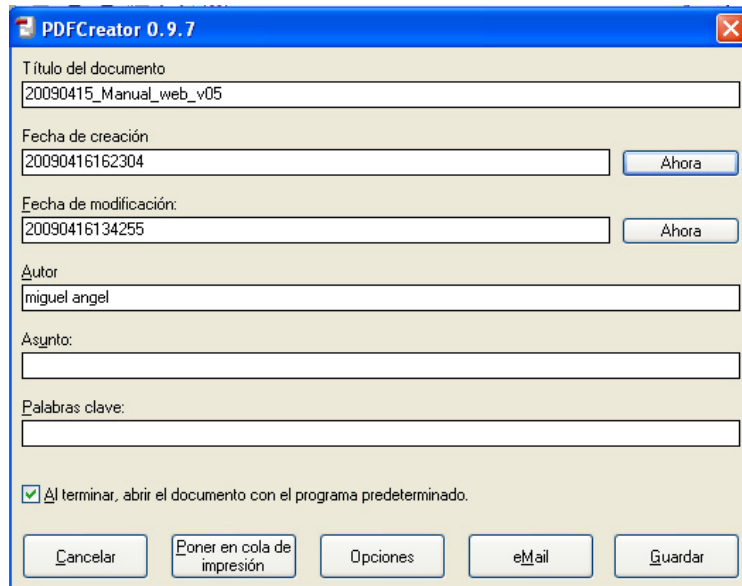 PDFCreator 0.9.7
Título del documento
20090415_Manual_web_v05
Fecha de creación
20090416162304
Ahora
Fecha de modificación:
20090416134255
Ahora
Autor
miguel angel
Asunto:
Palabras clave:
Al terminar, abrir el documento con el programa predeterminado.
Cancelar
Poner en cola de
impresión
Opciones
eMail
Guardar